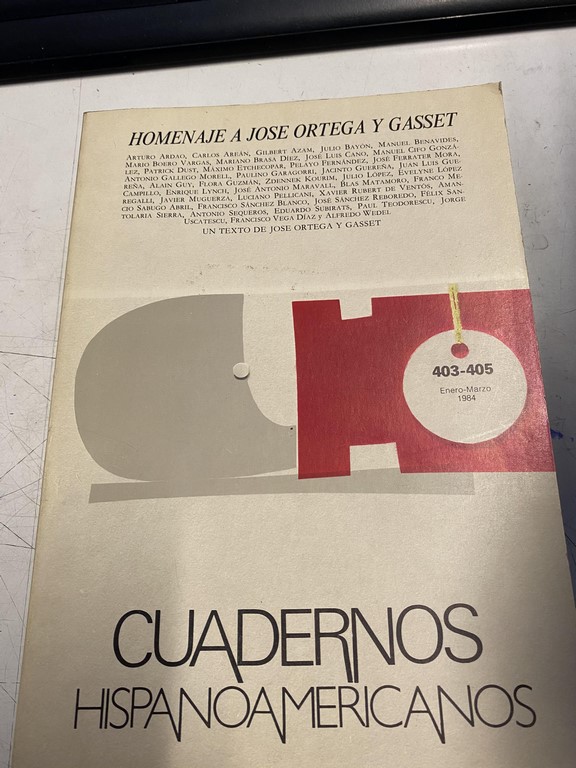 HOMENAJE A JOSE ORTEGA Y GASSET
ARTURO ARDAO, CARLOS AREÁN, GILBERT AZAM, JULIO BAYÓN, MANUEL BENAVIDES,
MARIO BOERO VARGAS, MARIANO BRASA DÍEZ, JOSÉ LUIS CANO, MANUEL CIFO GONZÁ-
LEZ, PATRICK DUST, MÁXIMO ETCHECOPAR, PELAYO FERNÁNDEZ, JOSÉ FERRATER MORA,
ANTONIO GALLEGO MORELL, PAULINO GARAGORRI, JACINTO GUEREÑA, JUAN LUIS GUE-
REÑA, ALAIN GUY, FLORA GUZMÁN, ZDENNEK KOURIM, JULIO LÓPEZ, EVELYNE LÓPEZ
CAMPILLO, ENRIQUE LYNCH, JOSÉ ANTONIO MARAVALL, BLAS MATAMORO, FRANCO ME-
REGALLI, JAVIER MUGUERZA, LUCIANO PELLICANI, XAVIER RUBERT DE VENTÓS, AMAN-
CIO SABUGO ABRIL, FRANCISCO SÁNCHEZ BLANCO, JOSÉ SÁNCHEZ REBOREDO, FÉLIX SAN-
TOLARIA SIERRA, ANTONIO SEQUEROS, EDUARDO SUBIRATS, PAUL TEODORESCU, JORGE
USCATESCU, FRANCISCO VEGA DÍAZ y ALFREDO WEDEL
UN TEXTO DE JOSE ORTEGA Y GASSET
403-405
Enero-Marzo
1984
CUADERNOS
HISPANOAMERICANOS